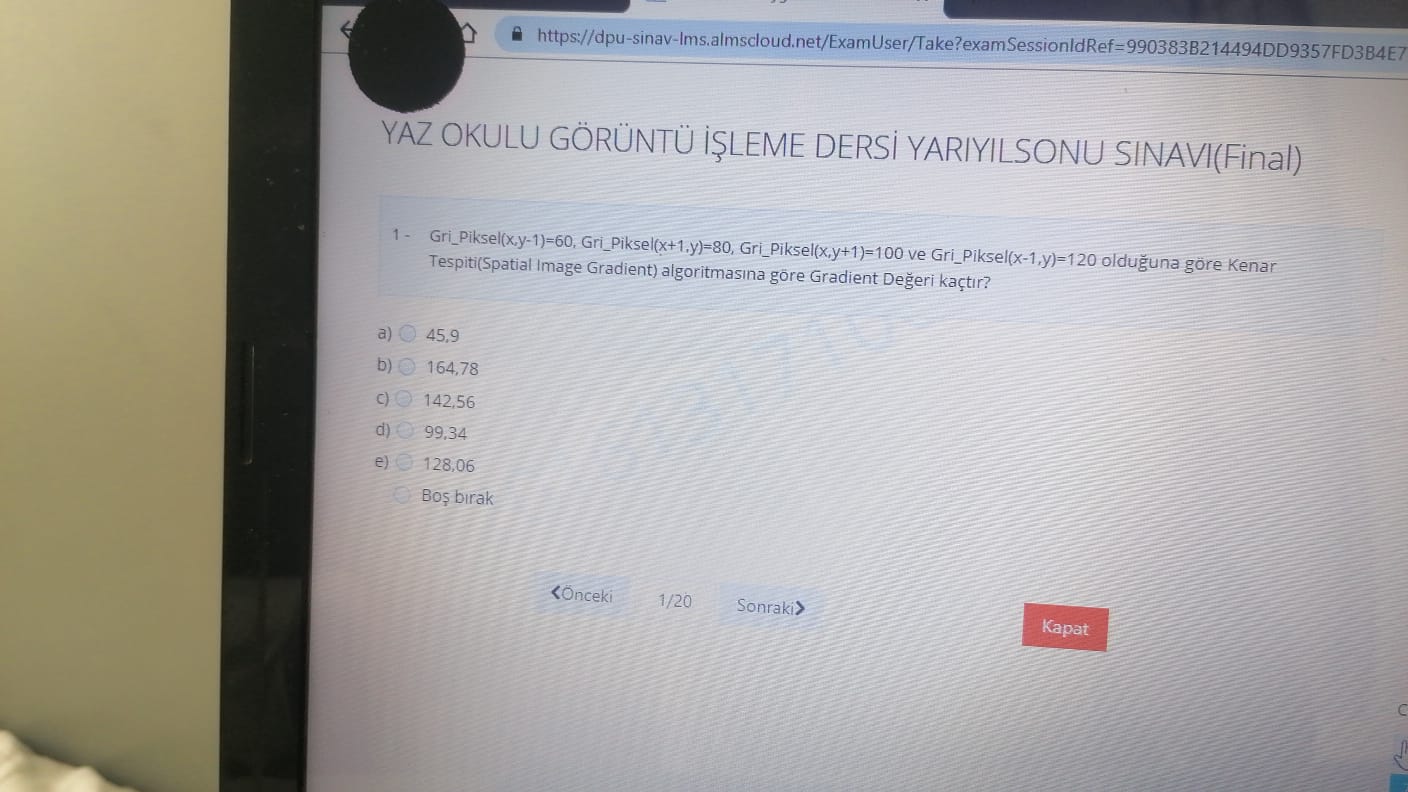 https://dpu-sinav-lms.almscloud.net/ExamUser/Take?examSessionIdRef=990383B214494DD9357FD3B4E7
YAZ OKULU GÖRÜNTÜ İŞLEME DERSİ YARIYILSONU SINAVI(Final)
1 - Gri_Piksel(x,y-1)=60, Gri_Piksel(x+1,y)=80, Gri_Piksel(x,y+1)=100 ve Gri_Piksel(x-1,y)=120 olduğuna göre Kenar
Tespiti(Spatial Image Gradient) algoritmasına göre Gradient Değeri kaçtır?
a) 45,9
b) 164,78
c) 142,56
d) 99,34
e) 128,06
Boş bırak
Önceki 1/20 Sonraki
Kapat